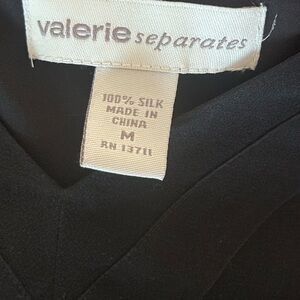 valerie separates
100% SILK
MADE IN
CHINA
M
RN 13711